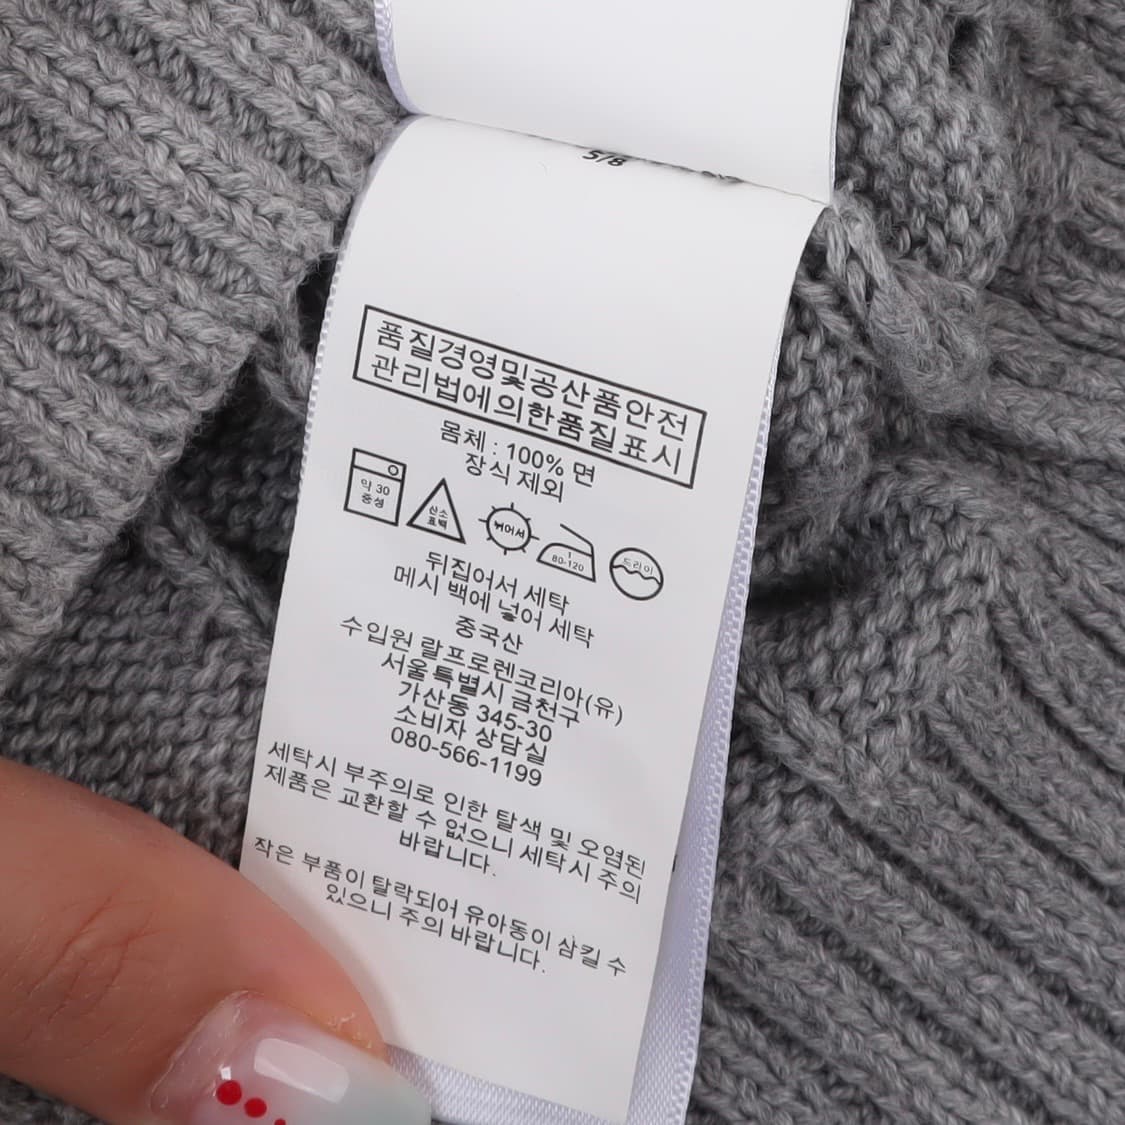 5/8
품질경영및공산품안전
관리법에의한품질표시
몸체 : 100% 면
장식 제외
약 30
중성
산소
표백
뉘어서
1
80-120
드라이
뒤집어서 세탁
메시 백에 넣어 세탁
중국산
수입원 랄프로렌코리아(유)
서울 특별시 금천구
가산동 345-30
소비자 상담실
080-566-1199
세탁시 부주의로 인한 탈색 및 오염된
제품은 교환할 수 없으니 세탁시 주의
바랍니다.
작은 부품이 탈락되어 유아동이 삼킬 수
있으니 주의 바랍니다.